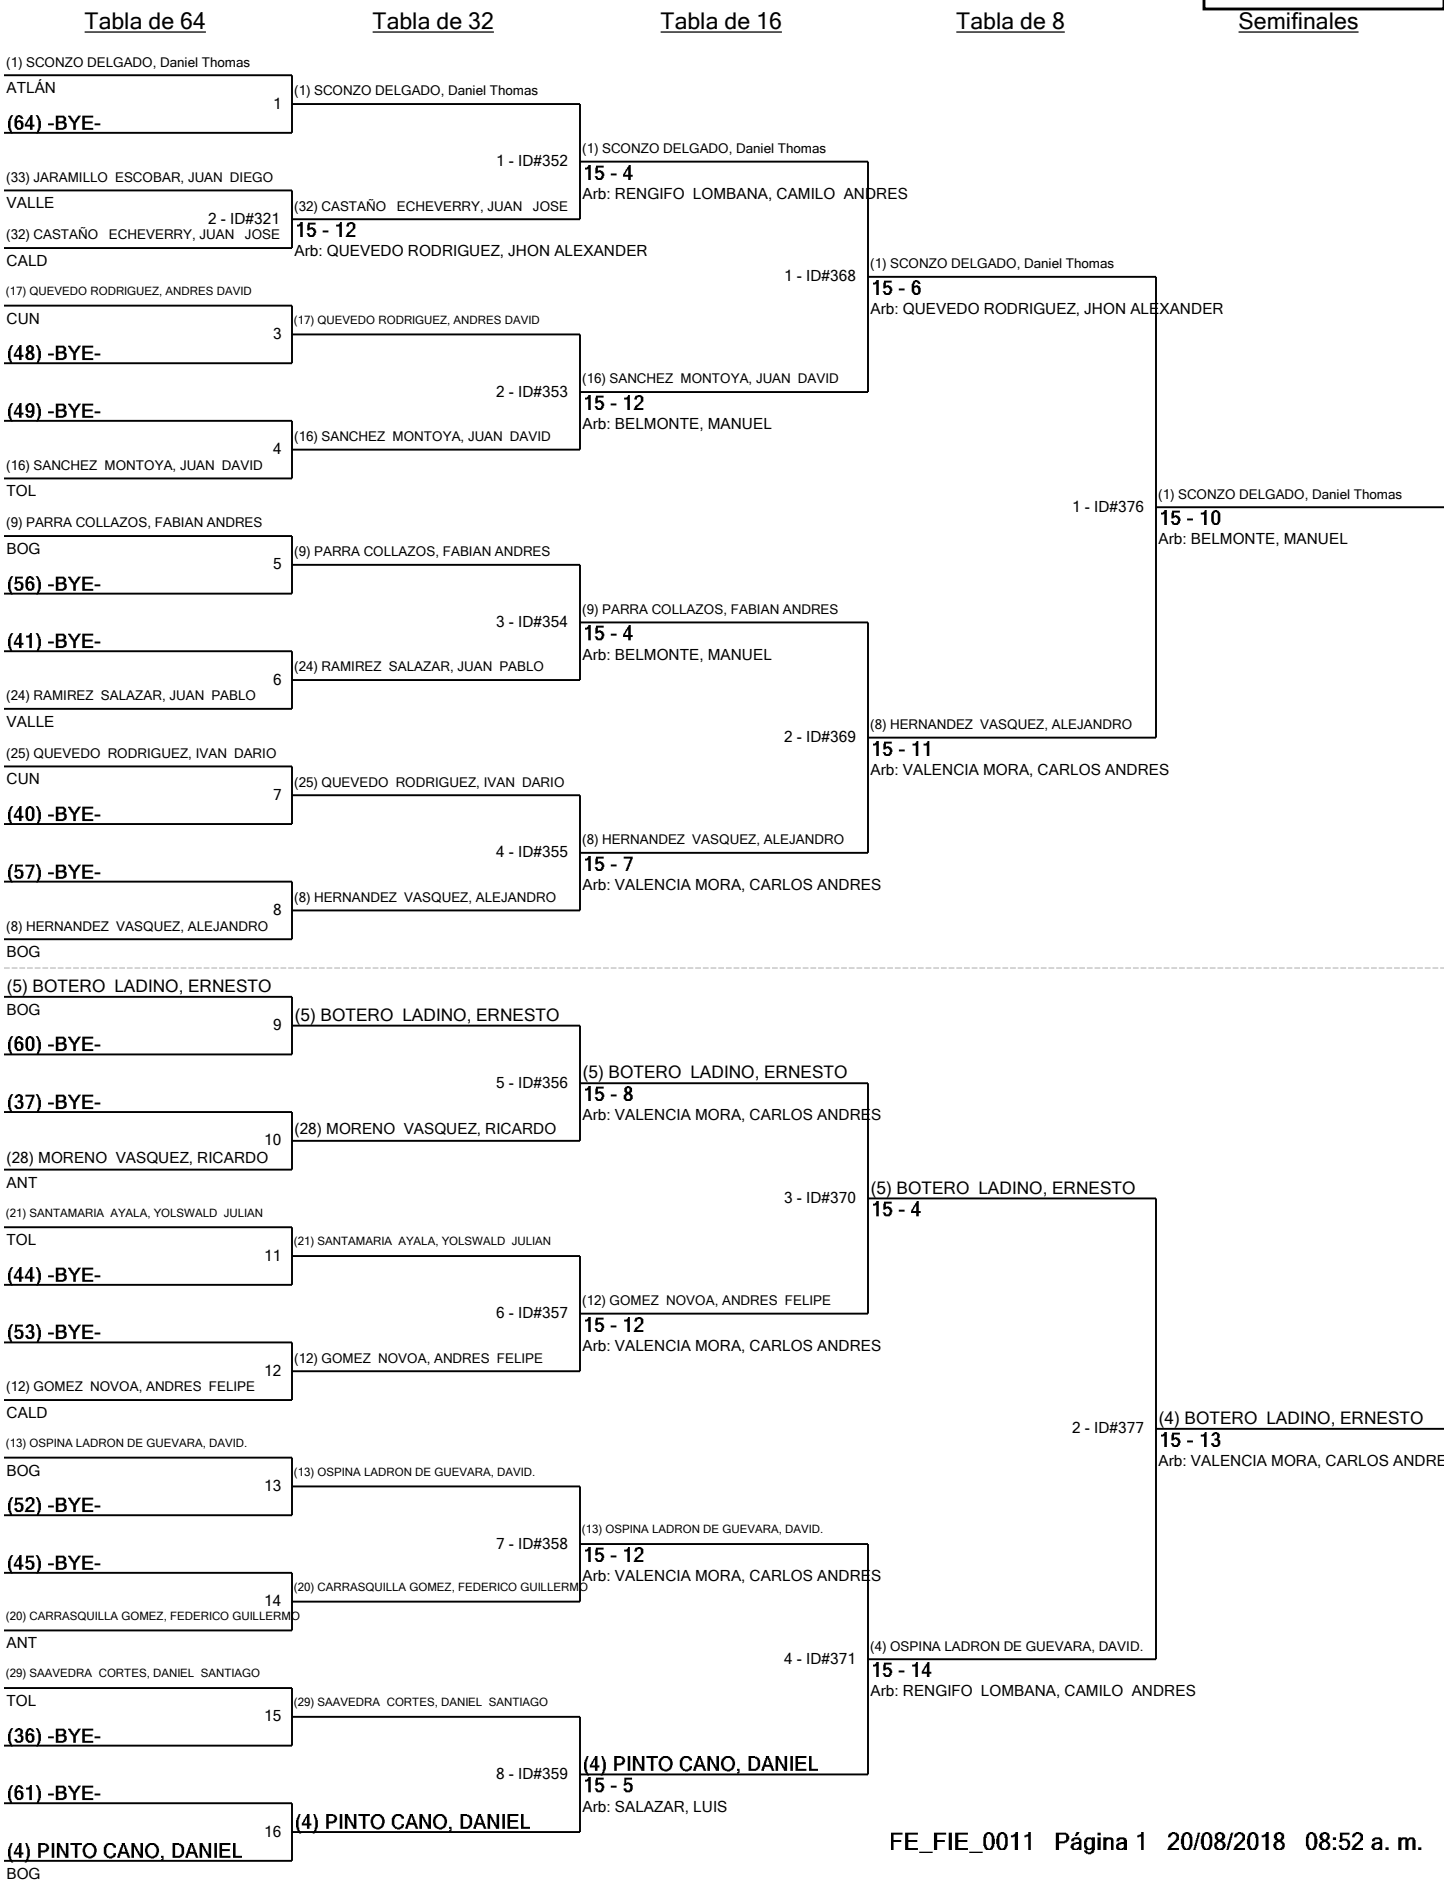 Tabla de 64
Tabla de 32
Tabla de 16
Tabla de 8
Semifinales
(1) SCONZO DELGADO, Daniel Thomas
ATLÁN
1
(64) -BYE-
(33) JARAMILLO ESCOBAR, JUAN DIEGO
VALLE
2 - ID#321
(32) CASTAÑO ECHEVERRY, JUAN JOSE
CALD
(17) QUEVEDO RODRIGUEZ, ANDRES DAVID
CUN
3
(48) -BYE-
(49) -BYE-
4
(16) SANCHEZ MONTOYA, JUAN DAVID
TOL
(9) PARRA COLLAZOS, FABIAN ANDRES
BOG
5
(56) -BYE-
(41) -BYE-
6
(24) RAMIREZ SALAZAR, JUAN PABLO
VALLE
(25) QUEVEDO RODRIGUEZ, IVAN DARIO
CUN
7
(40) -BYE-
(57) -BYE-
8
(8) HERNANDEZ VASQUEZ, ALEJANDRO
BOG
(5) BOTERO LADINO, ERNESTO
BOG
9
(60) -BYE-
(37) -BYE-
10
(28) MORENO VASQUEZ, RICARDO
ANT
(21) SANTAMARIA AYALA, YOLSWALD JULIAN
TOL
11
(44) -BYE-
(53) -BYE-
12
(12) GOMEZ NOVOA, ANDRES FELIPE
CALD
(13) OSPINA LADRON DE GUEVARA, DAVID.
BOG
13
(52) -BYE-
(45) -BYE-
14
(20) CARRASQUILLA GOMEZ, FEDERICO GUILLERMO
ANT
(29) SAAVEDRA CORTES, DANIEL SANTIAGO
TOL
15
(36) -BYE-
(61) -BYE-
16
(4) PINTO CANO, DANIEL
BOG
(1) SCONZO DELGADO, Daniel Thomas
1 - ID#352
(32) CASTAÑO ECHEVERRY, JUAN JOSE
15 - 12
Arb: QUEVEDO RODRIGUEZ, JHON ALEXANDER
(17) QUEVEDO RODRIGUEZ, ANDRES DAVID
2 - ID#353
(16) SANCHEZ MONTOYA, JUAN DAVID
(9) PARRA COLLAZOS, FABIAN ANDRES
3 - ID#354
(24) RAMIREZ SALAZAR, JUAN PABLO
(25) QUEVEDO RODRIGUEZ, IVAN DARIO
4 - ID#355
(8) HERNANDEZ VASQUEZ, ALEJANDRO
(5) BOTERO LADINO, ERNESTO
5 - ID#356
(28) MORENO VASQUEZ, RICARDO
(21) SANTAMARIA AYALA, YOLSWALD JULIAN
6 - ID#357
(12) GOMEZ NOVOA, ANDRES FELIPE
(13) OSPINA LADRON DE GUEVARA, DAVID.
7 - ID#358
(20) CARRASQUILLA GOMEZ, FEDERICO GUILLERMO
(29) SAAVEDRA CORTES, DANIEL SANTIAGO
8 - ID#359
(4) PINTO CANO, DANIEL
(1) SCONZO DELGADO, Daniel Thomas
15 - 4
Arb: RENGIFO LOMBANA, CAMILO ANDRES
1 - ID#368
(16) SANCHEZ MONTOYA, JUAN DAVID
15 - 12
Arb: BELMONTE, MANUEL
(9) PARRA COLLAZOS, FABIAN ANDRES
15 - 4
Arb: BELMONTE, MANUEL
2 - ID#369
(8) HERNANDEZ VASQUEZ, ALEJANDRO
15 - 7
Arb: VALENCIA MORA, CARLOS ANDRES
(5) BOTERO LADINO, ERNESTO
15 - 8
Arb: VALENCIA MORA, CARLOS ANDRES
3 - ID#370
(12) GOMEZ NOVOA, ANDRES FELIPE
15 - 12
Arb: VALENCIA MORA, CARLOS ANDRES
(13) OSPINA LADRON DE GUEVARA, DAVID.
15 - 12
Arb: VALENCIA MORA, CARLOS ANDRES
4 - ID#371
(4) PINTO CANO, DANIEL
15 - 5
Arb: SALAZAR, LUIS
(1) SCONZO DELGADO, Daniel Thomas
15 - 6
Arb: QUEVEDO RODRIGUEZ, JHON ALEXANDER
1 - ID#376
(8) HERNANDEZ VASQUEZ, ALEJANDRO
15 - 11
Arb: VALENCIA MORA, CARLOS ANDRES
(5) BOTERO LADINO, ERNESTO
15 - 4
2 - ID#377
(4) OSPINA LADRON DE GUEVARA, DAVID.
15 - 14
Arb: RENGIFO LOMBANA, CAMILO ANDRES
(1) SCONZO DELGADO, Daniel Thomas
15 - 10
Arb: BELMONTE, MANUEL
(4) BOTERO LADINO, ERNESTO
15 - 13
Arb: VALENCIA MORA, CARLOS ANDRE
FE_FIE_0011 Página 1 20/08/2018 08:52 a. m.